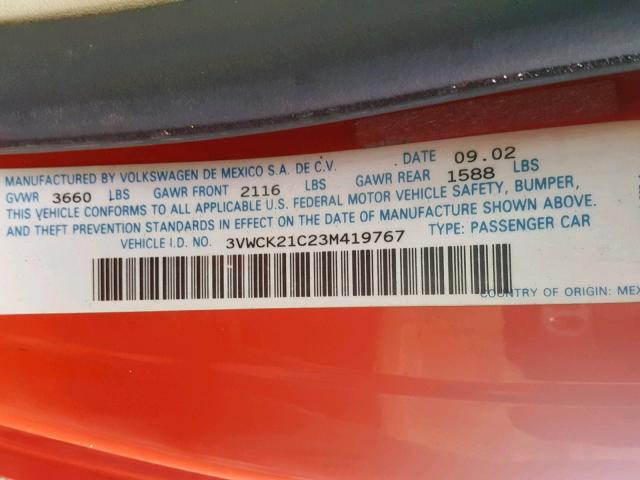 MANUFACTURED BY VOLKSWAGEN DE MEXICO S.A. DE C.V. DATE 09.02
GVWR 3660 LBS GAWR FRONT 2116 LBS GAWR REAR 1588 LBS
THIS VEHICLE CONFORMS TO ALL APPLICABLE U.S. FEDERAL MOTOR VEHICLE SAFETY, BUMPER,
AND THEFT PREVENTION STANDARDS IN EFFECT ON THE DATE OF MANUFACTURE SHOWN ABOVE.
VEHICLE I.D. NO. 3VWCK21C23M419767 TYPE: PASSENGER CAR
COUNTRY OF ORIGIN: MEX